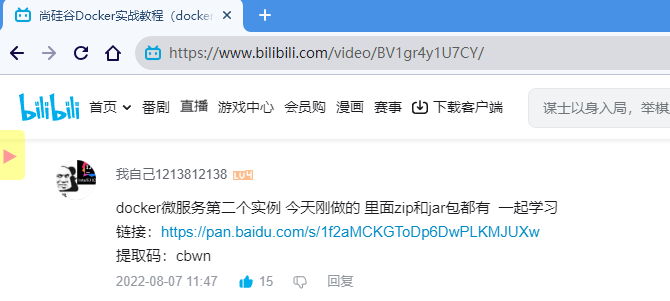 尚硅谷Docker实战教程（docker
https://www.bilibili.com/video/BV1gr4y1U7CY/
bilibili 首页 番剧 直播 游戏中心 会员购 漫画 赛事 下载客户端 谋士以身入局，举棋
我自己1213812138 LV4
docker微服务第二个实例 今天刚做的 里面zip和jar包都有 一起学习
链接：https://pan.baidu.com/s/1f2aMCKGToDp6DwPLKMJUXw
提取码：cbwn
2022-08-07 11:47 15 回复